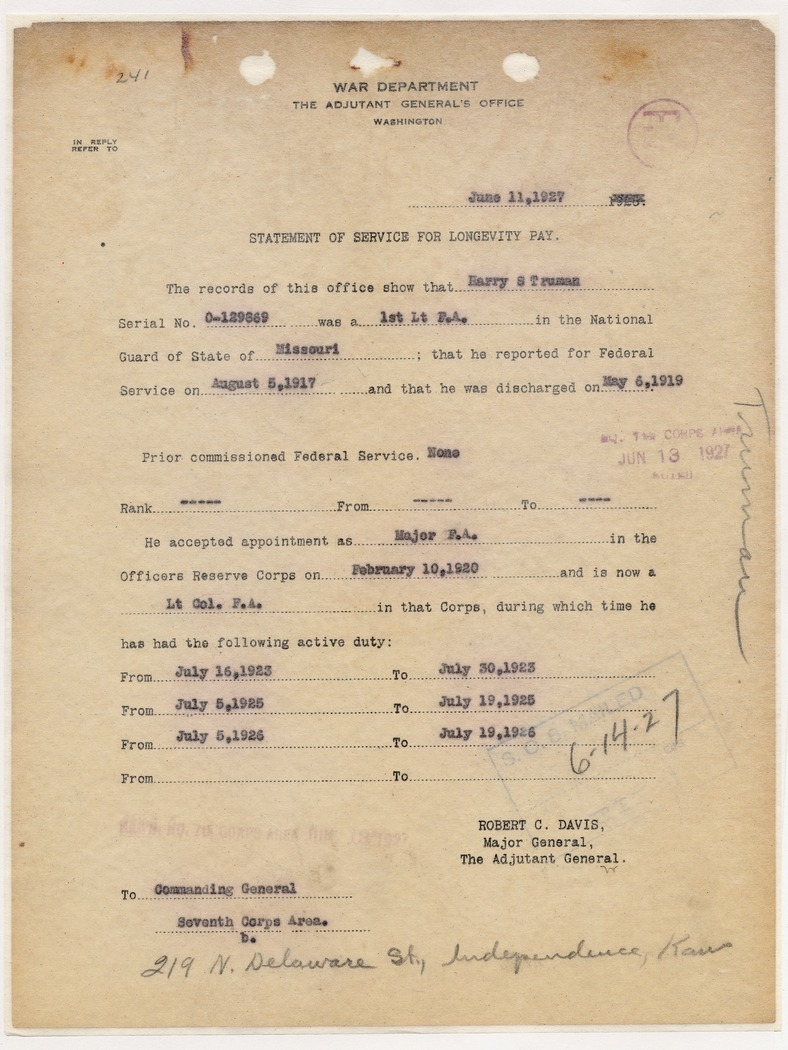 241
WAR DEPARTMENT
THE ADJUTANT GENERAL'S OFFICE
WASHINGTON
IN REPLY
REFER TO
June 11,1927
STATEMENT OF SERVICE FOR LONGEVITY PAY.
The records of this office show that Harry S Truman
Serial No. O-129869 was a 1st Lt F.A. in the National
Guard of State of Missouri ; that he reported for Federal
Service on August 5,1917 and that he was discharged on May 6,1919
JUN 13 1927
Truman
Prior commissioned Federal Service. None
Rank ----- From ----- To ----
He accepted appointment as Major F.A. in the
Officers Reserve Corps on February 10,1920 and is now a
Lt Col. F.A. in that Corps, during which time he
has had the following active duty:
From July 16,1923 To July 30,1923
From July 5,1925 To July 19,1925
From July 5,1926 To July 19,1926
From To
MAILED
6-14-27
ROBERT C. DAVIS,
Major General,
The Adjutant General.
To Commanding General
Seventh Corps Area.
b.
219 N. Delaware St., Independence, Kans